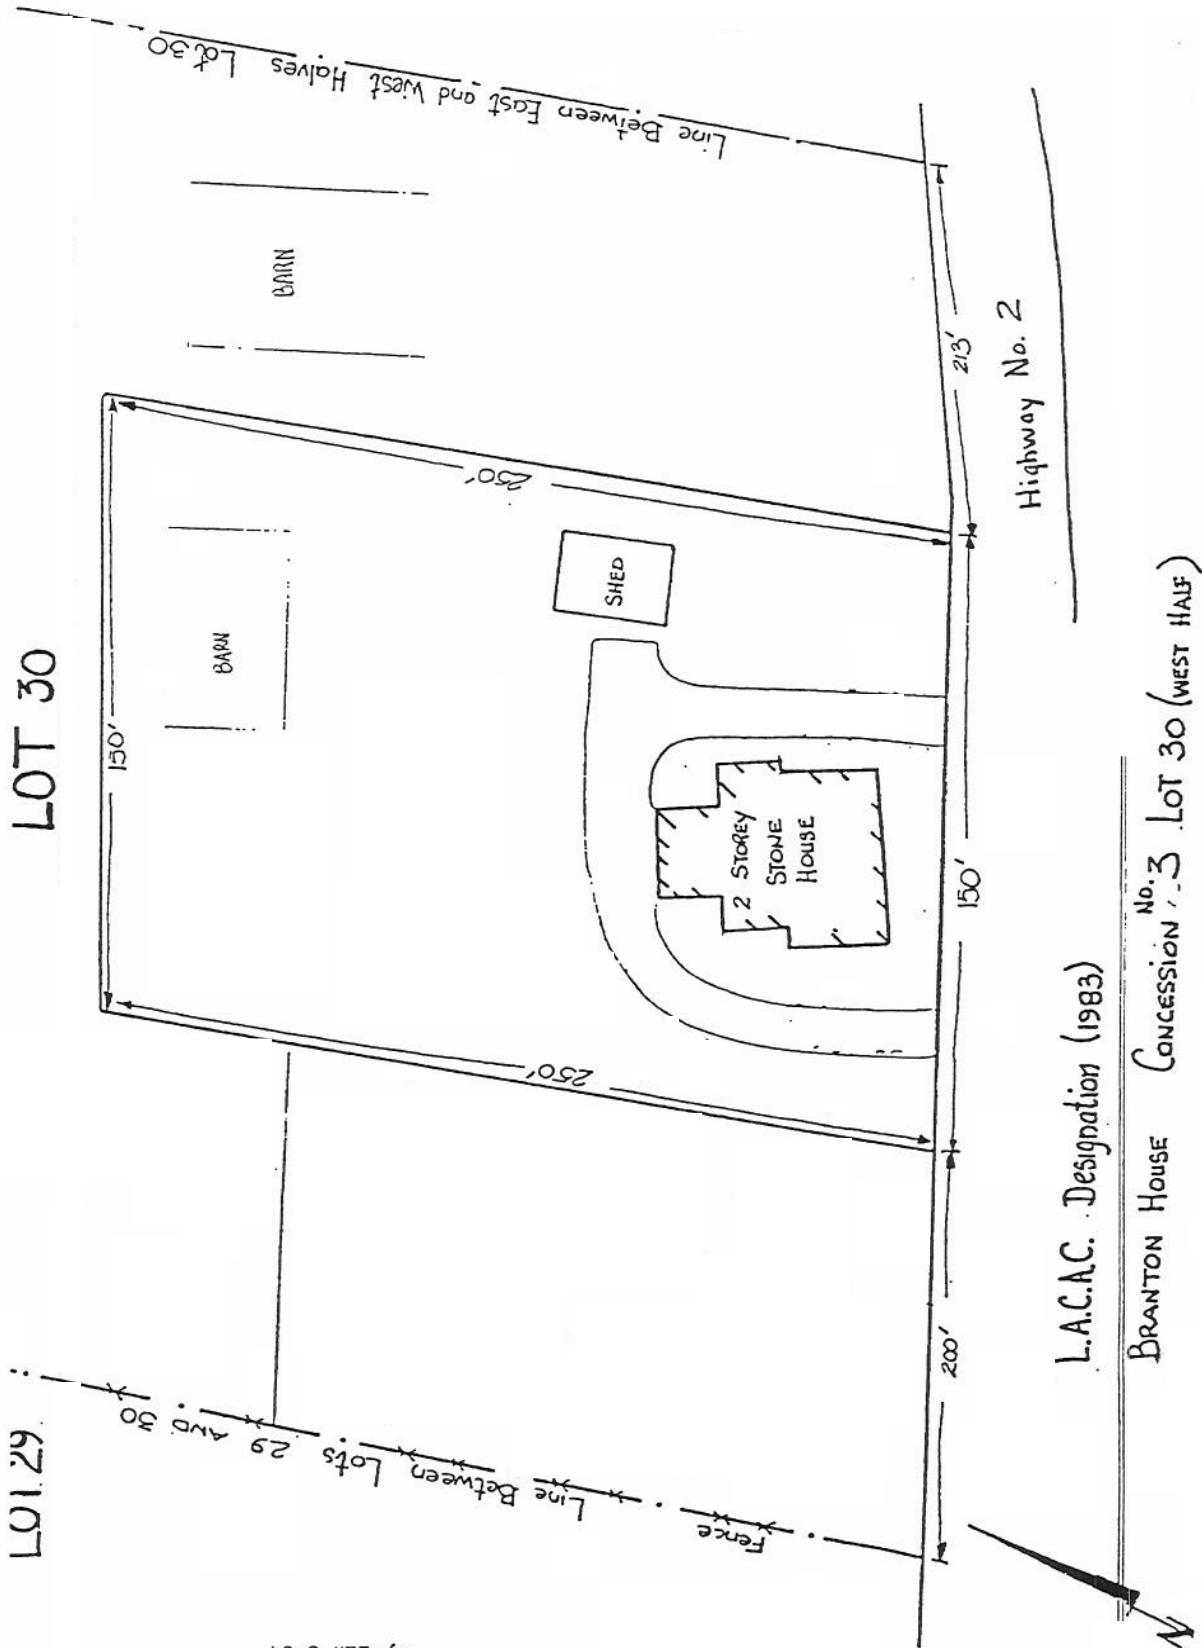 LOT 29
LOT 30
Line Between East and West Halves Lot 30
BARN
BARN
150'
250'
250'
SHED
2 STOREY
STONE
HOUSE
Fence
Line Between Lots 29 AND 30
200'
150'
213'
Highway No. 2
L.A.C.A.C. Designation (1983)
BRANTON HOUSE CONCESSION No. 3 LOT 30 (WEST HALF)
N